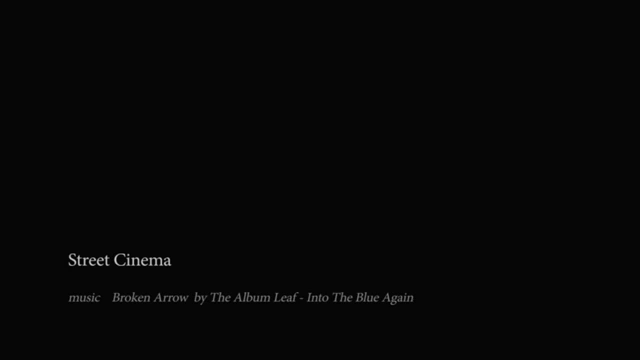 Street Cinema
music Broken Arrow by The Album Leaf - Into The Blue Again